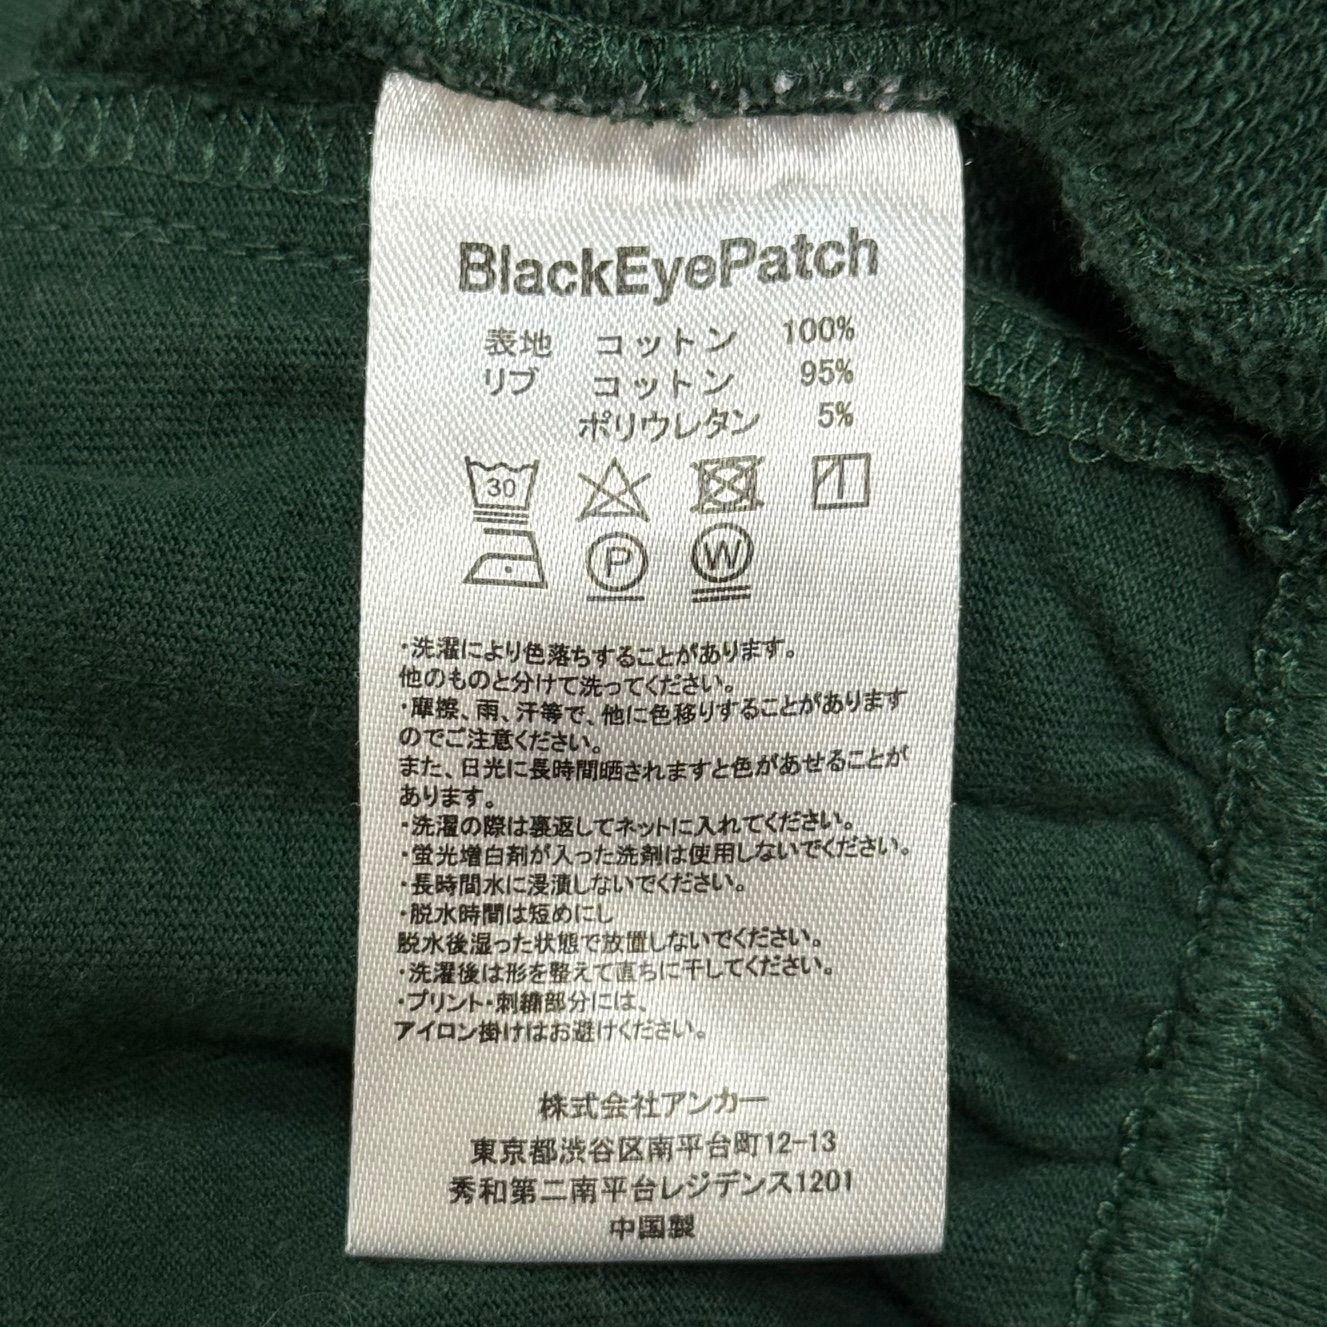 BlackEyePatch
表地 コットン 100%
リブ コットン 95%
ポリウレタン 5%
30
P W
・洗濯により色落ちすることがあります。
他のものと分けて洗ってください。
・摩擦、雨、汗等で、他に色移りすることがあります
のでご注意ください。
また、日光に長時間晒されますと色があせることが
あります。
・洗濯の際は裏返してネットに入れてください。
・蛍光増白剤が入った洗剤は使用しないでください。
・長時間水に浸漬しないでください。
・脱水時間は短めにし
脱水後湿った状態で放置しないでください。
・洗濯後は形を整えて直ちに干してください。
・プリント・刺繍部分には、
アイロン掛けはお避けください。
株式会社アンカー
東京都渋谷区南平台町12-13
秀和第二南平台レジデンス1201
中国製